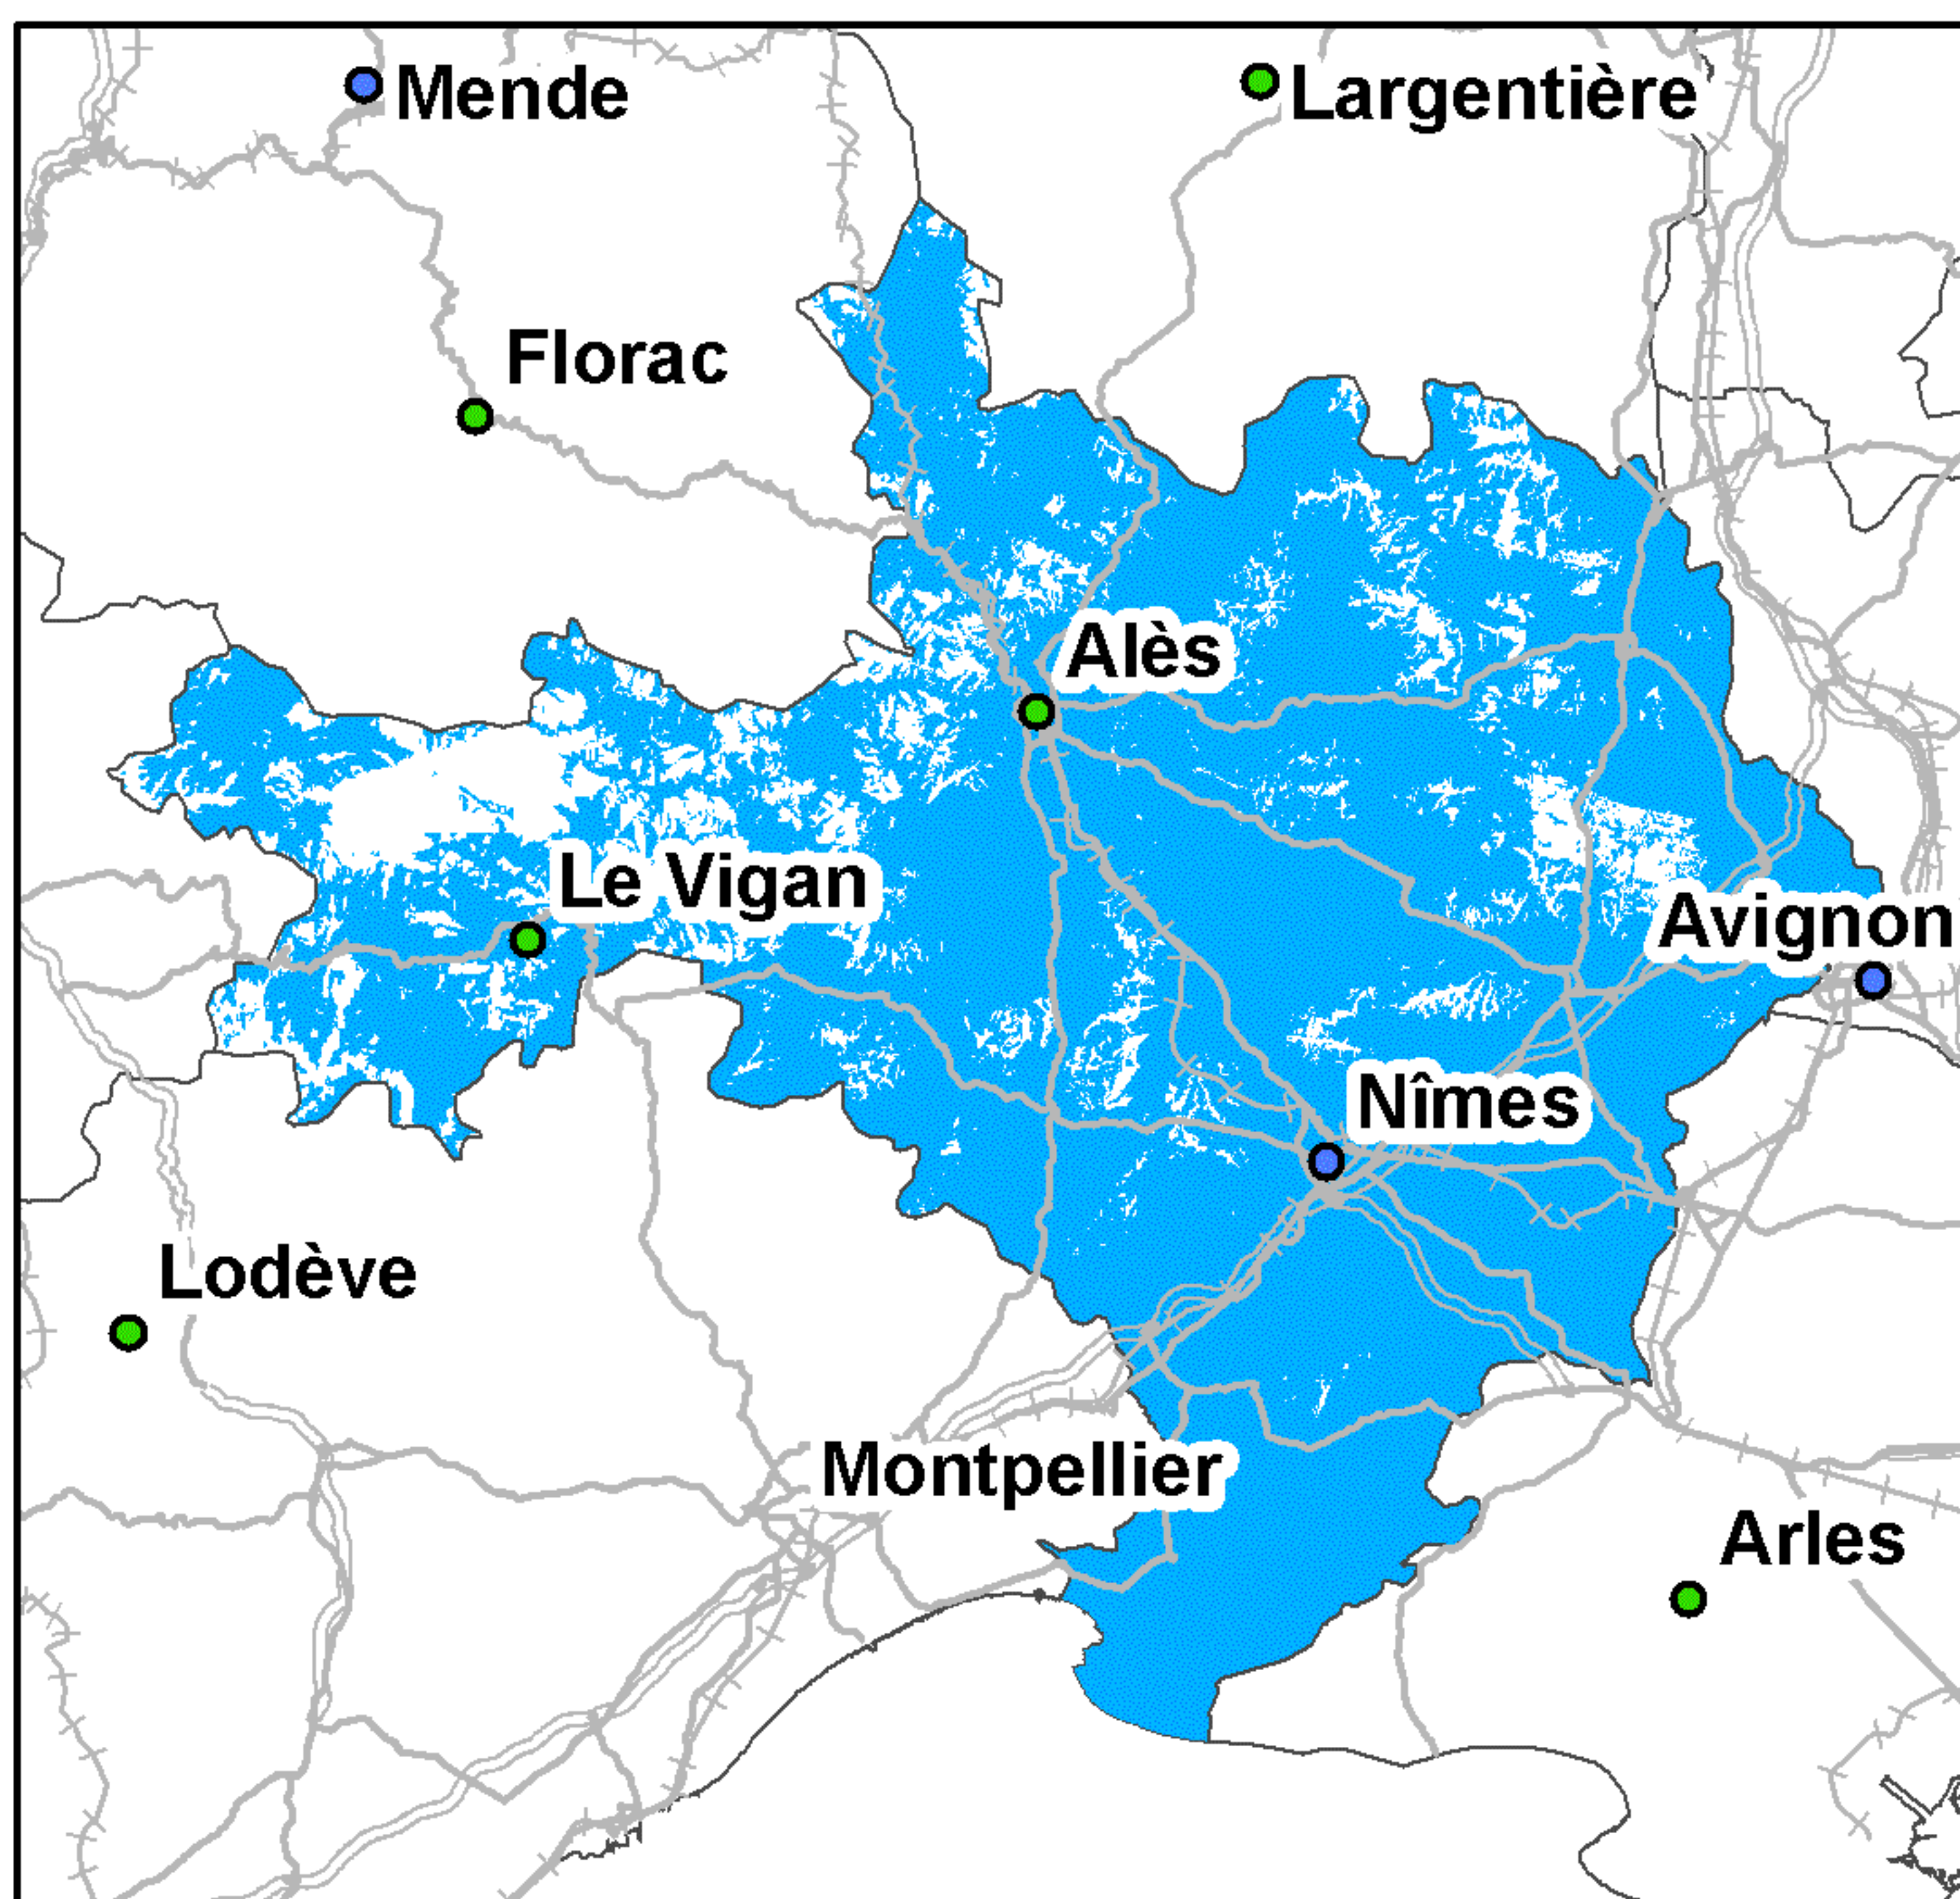 Mende
Largentière
Florac
Alès
Le Vigan
Avignon
Nîmes
Lodève
Montpellier
Arles